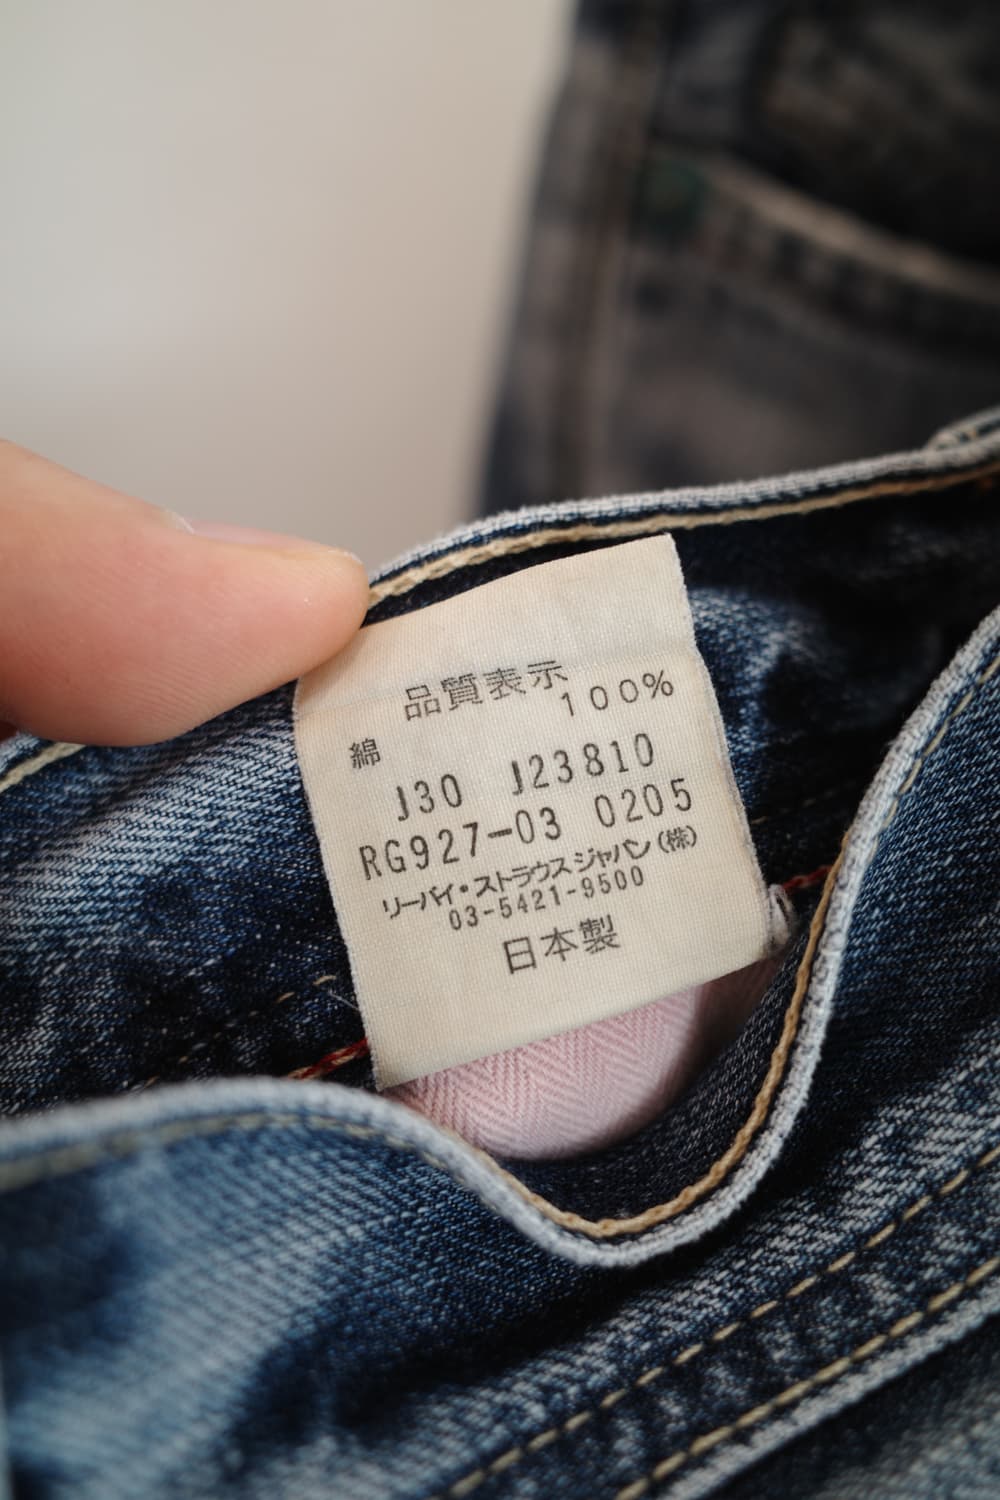 品質表示
綿 100%
J30 J23810
RG927-03 0205
リーバイ・ストラウスジャパン(株)
03-5421-9500
日本製